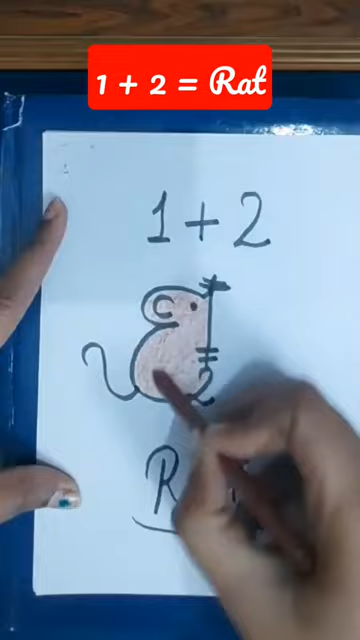 1 + 2 = Rat
1 + 2
R